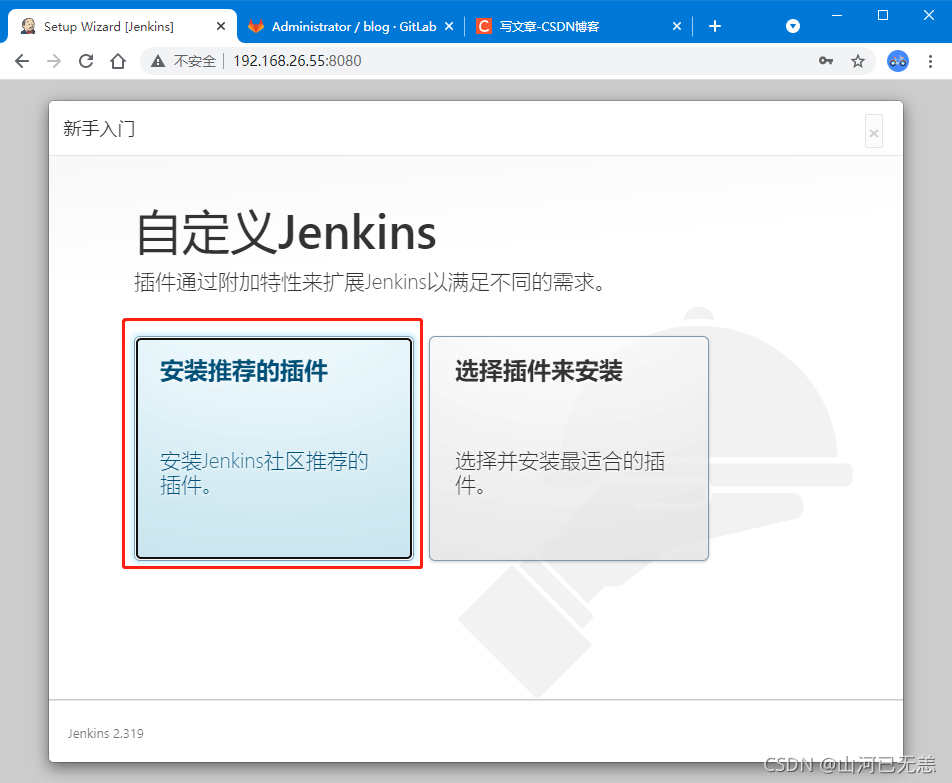 Setup Wizard [Jenkins]
Administrator / blog · GitLab
写文章-CSDN博客
不安全
192.168.26.55:8080
新手入门
自定义Jenkins
插件通过附加特性来扩展Jenkins以满足不同的需求。
安装推荐的插件
安装Jenkins社区推荐的
插件。
选择插件来安装
选择并安装最适合的插
件。
Jenkins 2.319
CSDN @山河已无恙